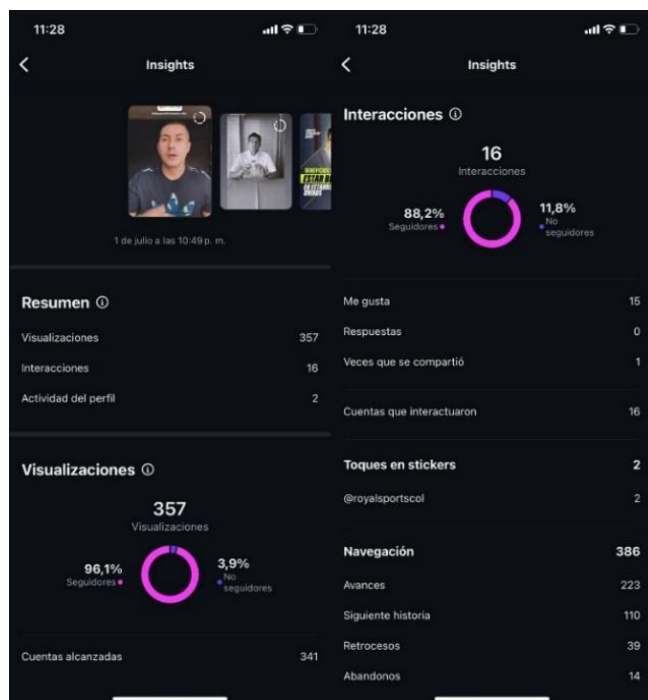 11:28
Insights
ESTAR B
1 de julio a las 10:49 p. m.
Resumen
Visualizaciones 357
Interacciones 16
Actividad del perfil 2
Visualizaciones
357
Visualizaciones
96,1% 3,9%
Seguidores No seguidores
Cuentas alcanzadas 341
11:28
Insights
Interacciones
16
Interacciones
88,2% 11,8%
Seguidores No seguidores
Me gusta 15
Respuestas 0
Veces que se compartió 1
Cuentas que interactuaron 16
Toques en stickers 2
@royalsportscol 2
Navegación 386
Avances 223
Siguiente historia 110
Retrocesos 39
Abandonos 14